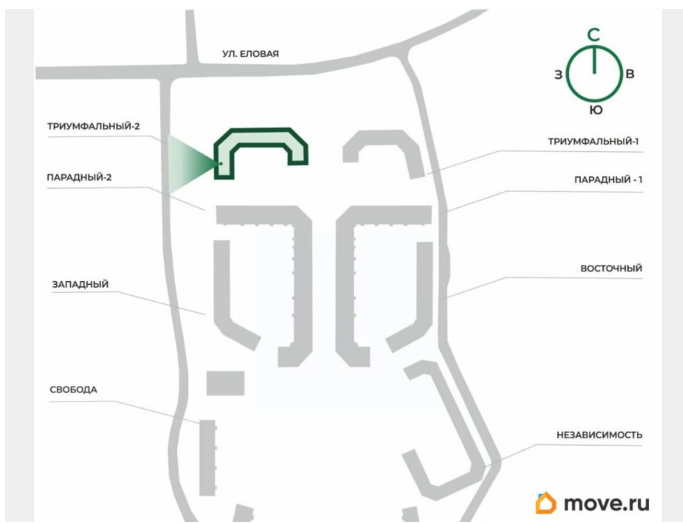 УЛ. ЕЛОВАЯ
С
З
В
Ю
ТРИУМФАЛЬНЫЙ-2
ТРИУМФАЛЬНЫЙ-1
ПАРАДНЫЙ-2
ПАРАДНЫЙ - 1
ВОСТОЧНЫЙ
ЗАПАДНЫЙ
СВОБОДА
НЕЗАВИСИМОСТЬ
move.ru